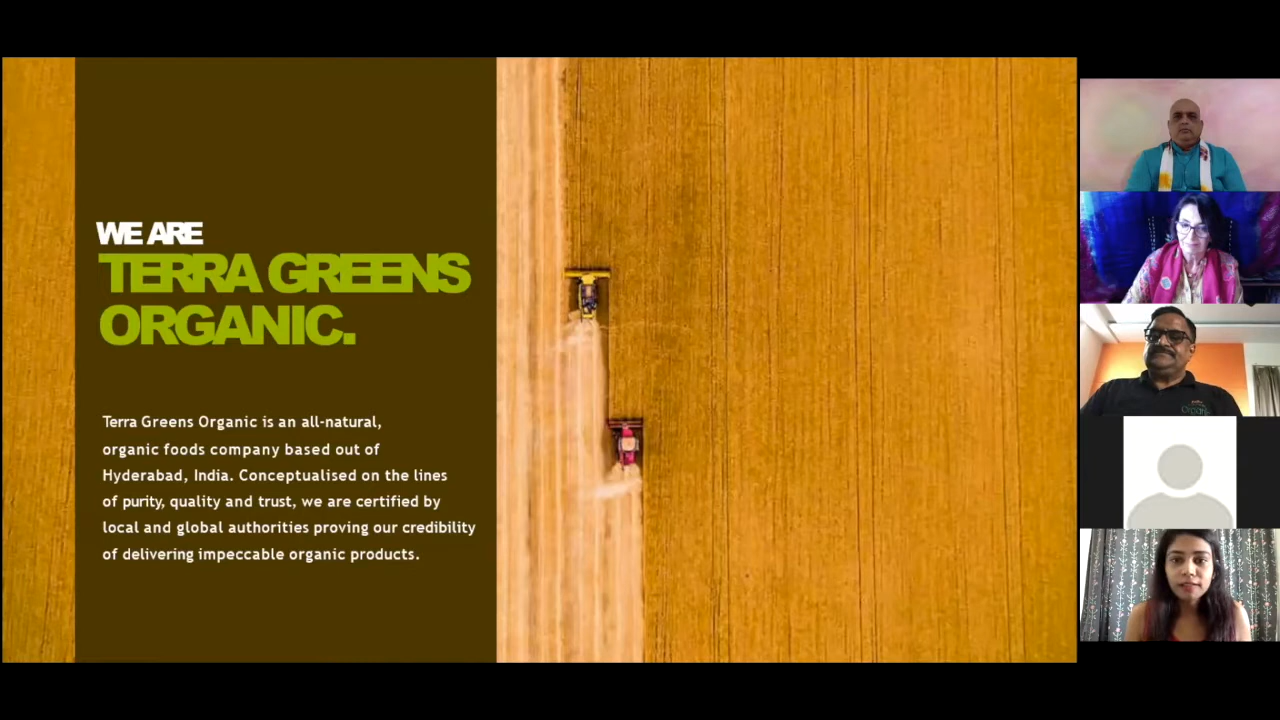 WE ARE
TERRA GREENS
ORGANIC.
Terra Greens Organic is an all-natural,
organic foods company based out of
Hyderabad, India. Conceptualised on the lines
of purity, quality and trust, we are certified by
local and global authorities proving our credibility
of delivering impeccable organic products.
Organic